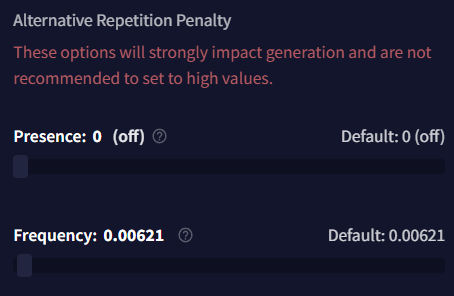 Alternative Repetition Penalty
These options will strongly impact generation and are not
recommended to set to high values.
Presence: 0 (off) ? Default: 0 (off)
Frequency: 0.00621 ? Default: 0.00621